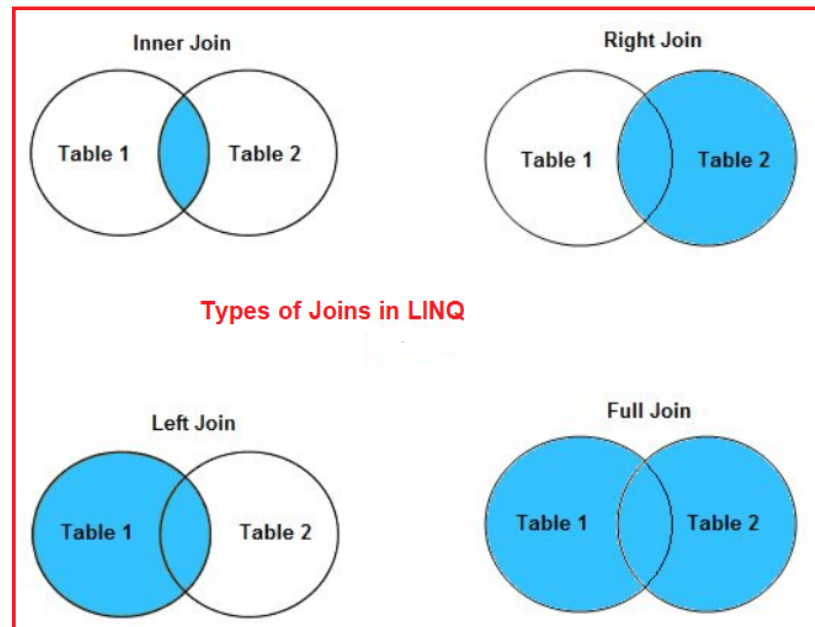 Inner Join
Right Join
Table 1
Table 2
Table 1
Table 2
Types of Joins in LINQ
Left Join
Full Join
Table 1
Table 2
Table 1
Table 2